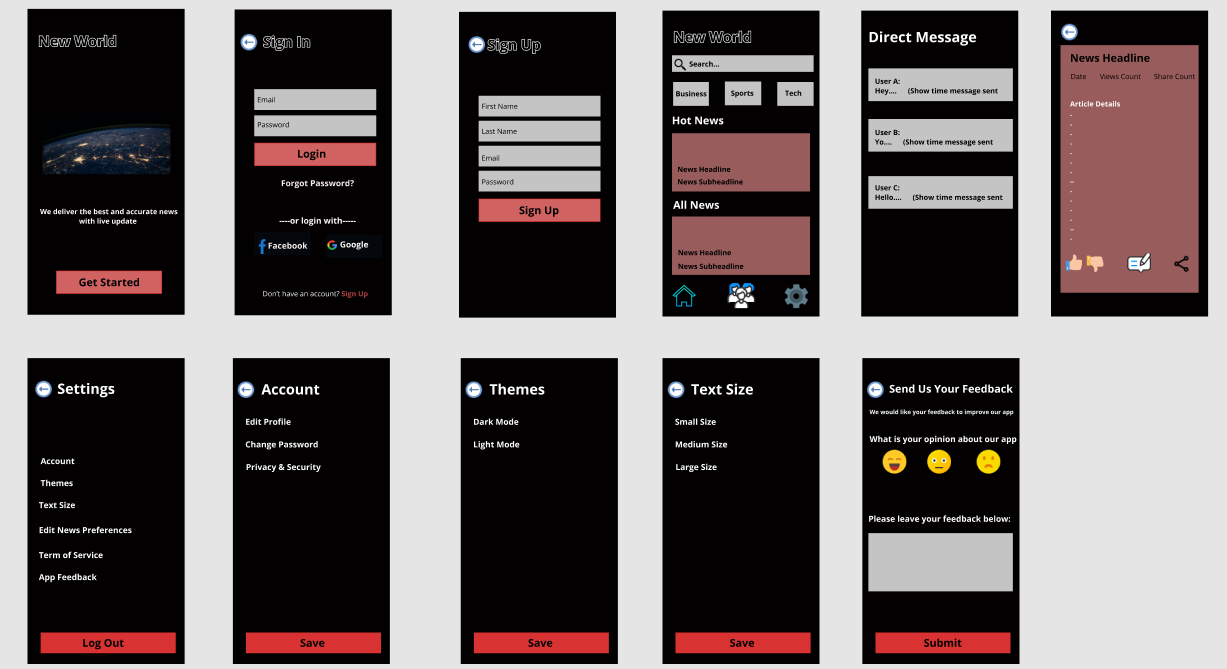 New World
We deliver the best and accurate news
with live update
Get Started
Sign In
Email
Password
Login
Forgot Password?
----or login with-----
Facebook
Google
Don't have an account? Sign Up
Sign Up
First Name
Last Name
Email
Password
Sign Up
New World
Search...
Business
Sports
Tech
Hot News
News Headline
News Subheadline
All News
News Headline
News Subheadline
Direct Message
User A:
Hey.... (Show time message sent
User B:
Yo.... (Show time message sent
User C:
Hello.... (Show time message sent
News Headline
Date Views Count Share Count
Article Details
Settings
Account
Themes
Text Size
Edit News Preferences
Term of Service
App Feedback
Log Out
Account
Edit Profile
Change Password
Privacy & Security
Save
Themes
Dark Mode
Light Mode
Save
Text Size
Small Size
Medium Size
Large Size
Save
Send Us Your Feedback
We would like your feedback to improve our app
What is your opinion about our app
Please leave your feedback below:
Submit